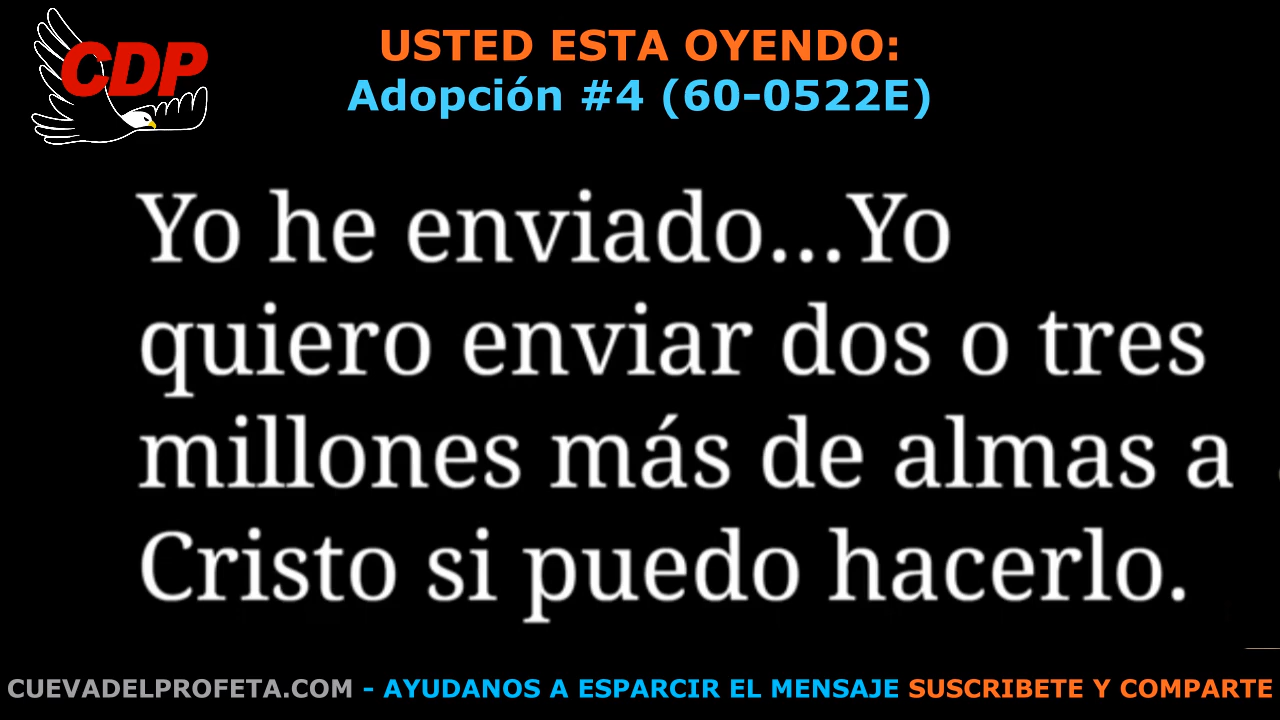 CDP
USTED ESTA OYENDO:
Adopción #4 (60-0522E)
Yo he enviado...Yo
quiero enviar dos o tres
millones más de almas a
Cristo si puedo hacerlo.
CUEVADELPROFETA.COM - AYUDANOS A ESPARCIR EL MENSAJE SUSCRIBETE Y COMPARTE